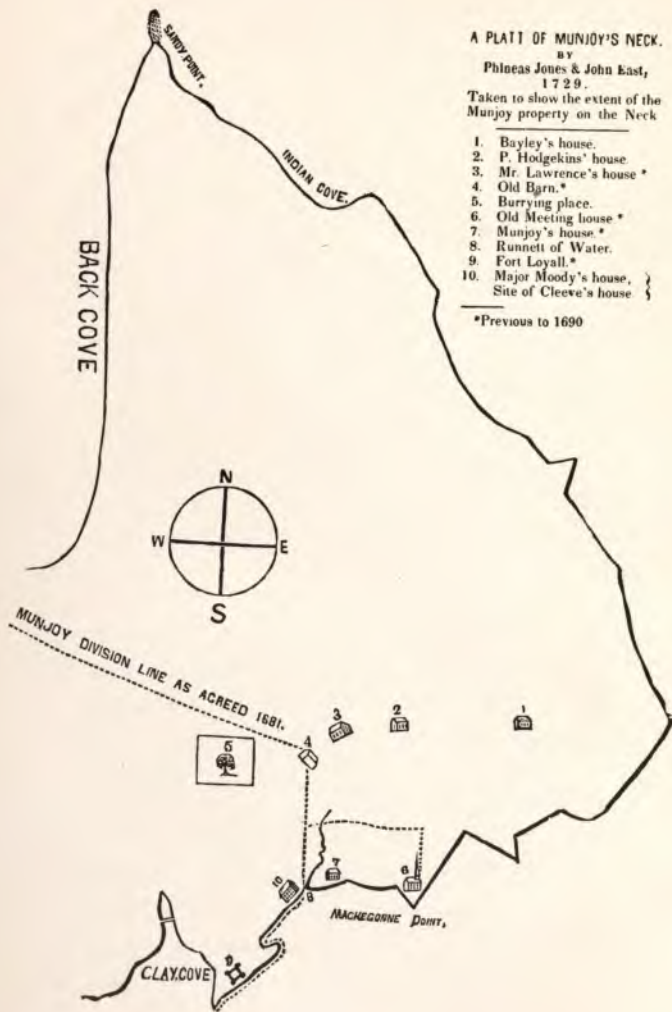 A PLATT OF MUNJOY'S NECK.
BY
Phineas Jones & John East,
1729.
Taken to show the extent of the
Munjoy property on the Neck
1. Bayley's house.
2. P. Hodgekins' house
3. Mr. Lawrence's house *
4. Old Barn.*
5. Burrying place.
6. Old Meeting house *
7. Munjoy's house.*
8. Runnett of Water.
9. Fort Loyall.*
10. Major Moody's house, }
Site of Cleeve's house }
*Previous to 1690
SANDY POINT.
INDIAN COVE.
BACK COVE
N
W E
S
MUNJOY DIVISION LINE AS AGREED 1681.
3 2 1
5 4
7 6
10 8
MACHEGONNE POINT.
9
CLAY COVE